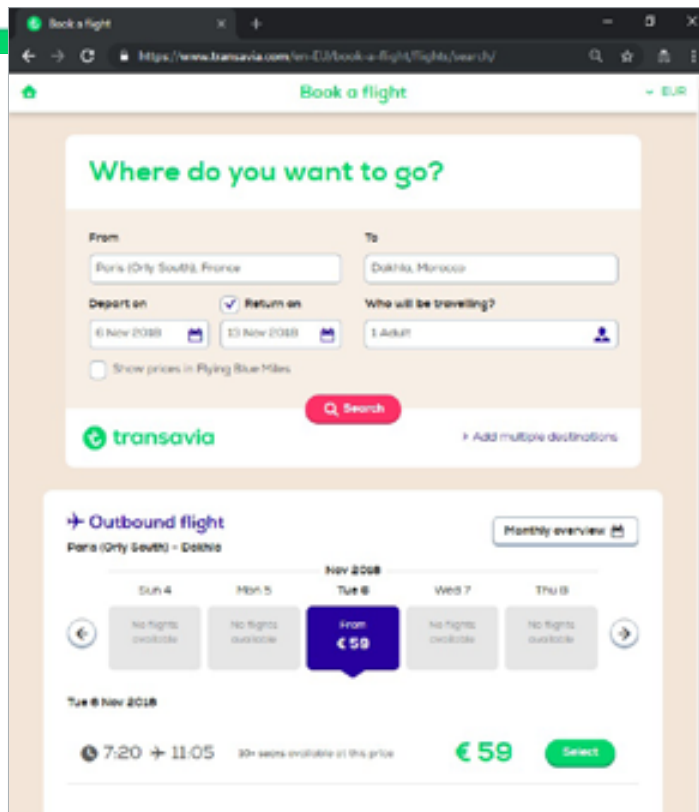 Book a flight
https://www.transavia.com/en-EU/book-a-flight/flights/search/
Book a flight
EUR
Where do you want to go?
From
To
Paris (Orly South), France
Dakhla, Morocco
Depart on
Return on
Who will be travelling?
6 Nov 2018
13 Nov 2018
1 Adult
Show prices in Flying Blue Miles
Search
transavia
Add multiple destinations
Outbound flight
Monthly overview
Paris (Orly South) - Dakhla
Nov 2018
Sun 4
Mon 5
Tue 6
Wed 7
Thu 8
No flights available
No flights available
From € 59
No flights available
No flights available
Tue 6 Nov 2018
7:20 11:05
10+ seats available at this price
€ 59
Select